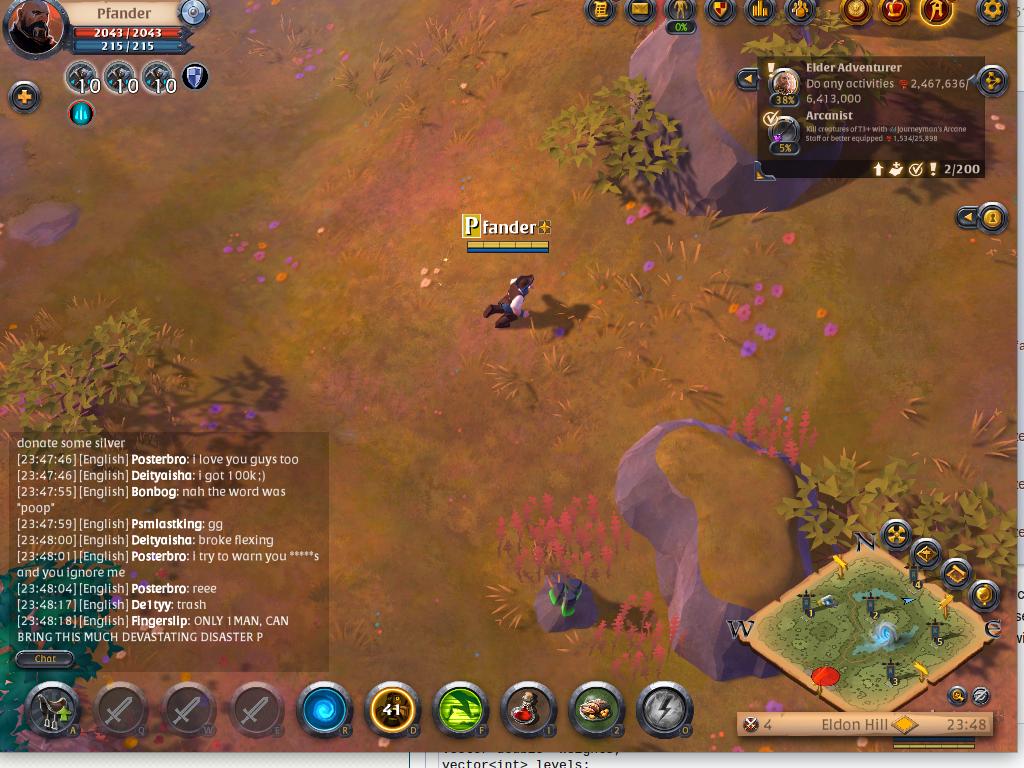 Pfander
2043 / 2043
215 / 215
10
10
10
0%
Elder Adventurer
Do any activities 2,467,636/
6,413,000
38%
Arcanist
Kill creatures of T3+ with Journeyman's Arcane
Staff or better equipped 1,534/25,898
5%
2/200
Pfander
donate some silver
[23:47:46] [English] Posterbro: i love you guys too
[23:47:46] [English] Deityaisha: i got 100k ;)
[23:47:55] [English] Bonbog: nah the word was
"poop"
[23:47:59] [English] Psmlastking: gg
[23:48:00] [English] Deityaisha: broke flexing
[23:48:01] [English] Posterbro: i try to warn you *****s
and you ignore me
[23:48:04] [English] Posterbro: reee
[23:48:17] [English] De1tyy: trash
[23:48:18] [English] Fingerslip: ONLY 1MAN, CAN
BRING THIS MUCH DEVASTATING DISASTER P
Chat
N
W
E
4
2
5
3
A
Q
W
E
R
41
D
F
1
2
O
4
Eldon Hill
23:48
vector<int> levels;